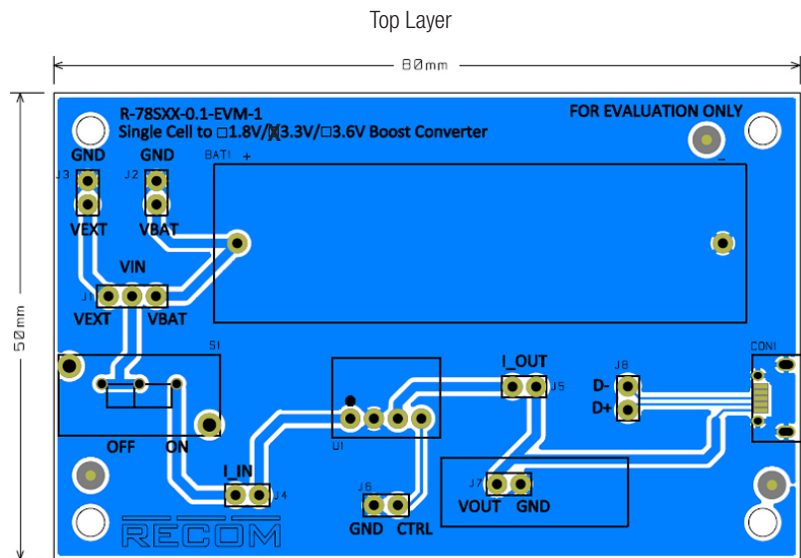 Top Layer
80mm
50mm
R-78SXX-0.1-EVM-1
Single Cell to □1.8V/☒3.3V/□3.6V Boost Converter
FOR EVALUATION ONLY
GND
GND
BAT1 +
-
J3
J2
VEXT
VBAT
VIN
J1
VEXT
VBAT
S1
OFF
ON
I_IN
J4
U1
I_OUT
J5
J8
D-
D+
CON1
J6
GND
CTRL
J7
VOUT
GND
RECOM